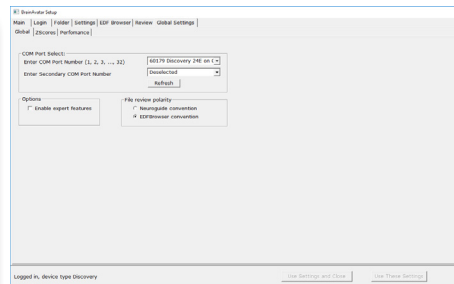 BrainAvatar Setup
Main Login Folder Settings EDF Browser Review Global Settings
Global ZScores Perfomance
COM Port Select:
Enter COM Port Number (1, 2, 3, ..., 32) 60179 Discovery 24E on (
Enter Secondary COM Port Number Deselected
Refresh
Options
Enable expert features
File review polarity
Neuroguide convention
EDFBrowser convention
Logged in, device type Discovery
Use Settings and Close Use These Settings